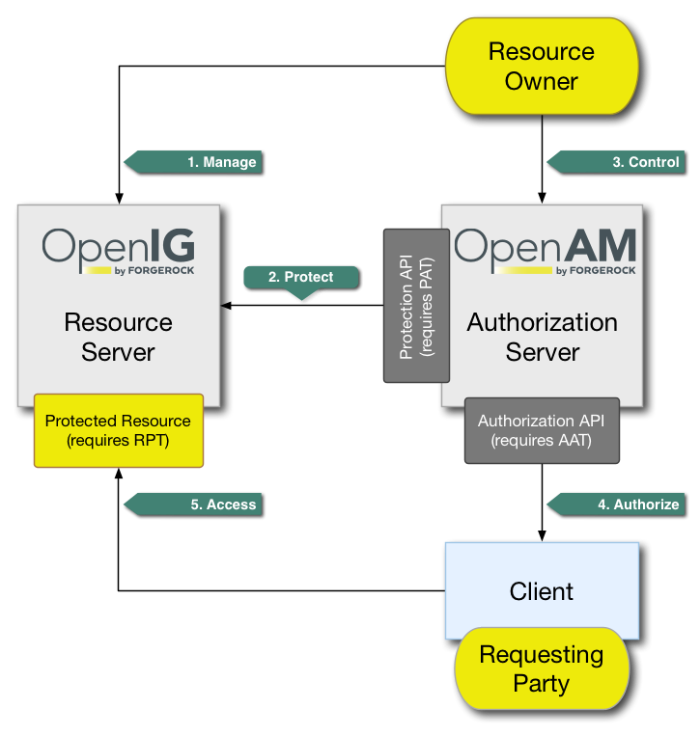 Resource
Owner
1. Manage
3. Control
OpenIG
by FORGEROCK
Resource
Server
2. Protect
Protection API
(requires PAT)
OpenAM
by FORGEROCK
Authorization
Server
Protected Resource
(requires RPT)
Authorization API
(requires AAT)
5. Access
4. Authorize
Client
Requesting
Party